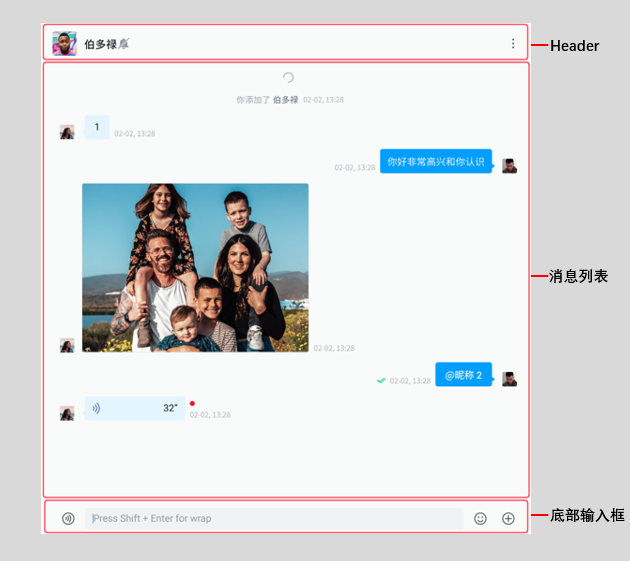 伯多禄
Header
你添加了 伯多禄 02-02, 13:28
1
02-02, 13:28
02-02, 13:28
你好非常高兴和你认识
消息列表
02-02, 13:28
02-02, 13:28
@昵称 2
32"
02-02, 13:28
Press Shift + Enter for wrap
底部输入框